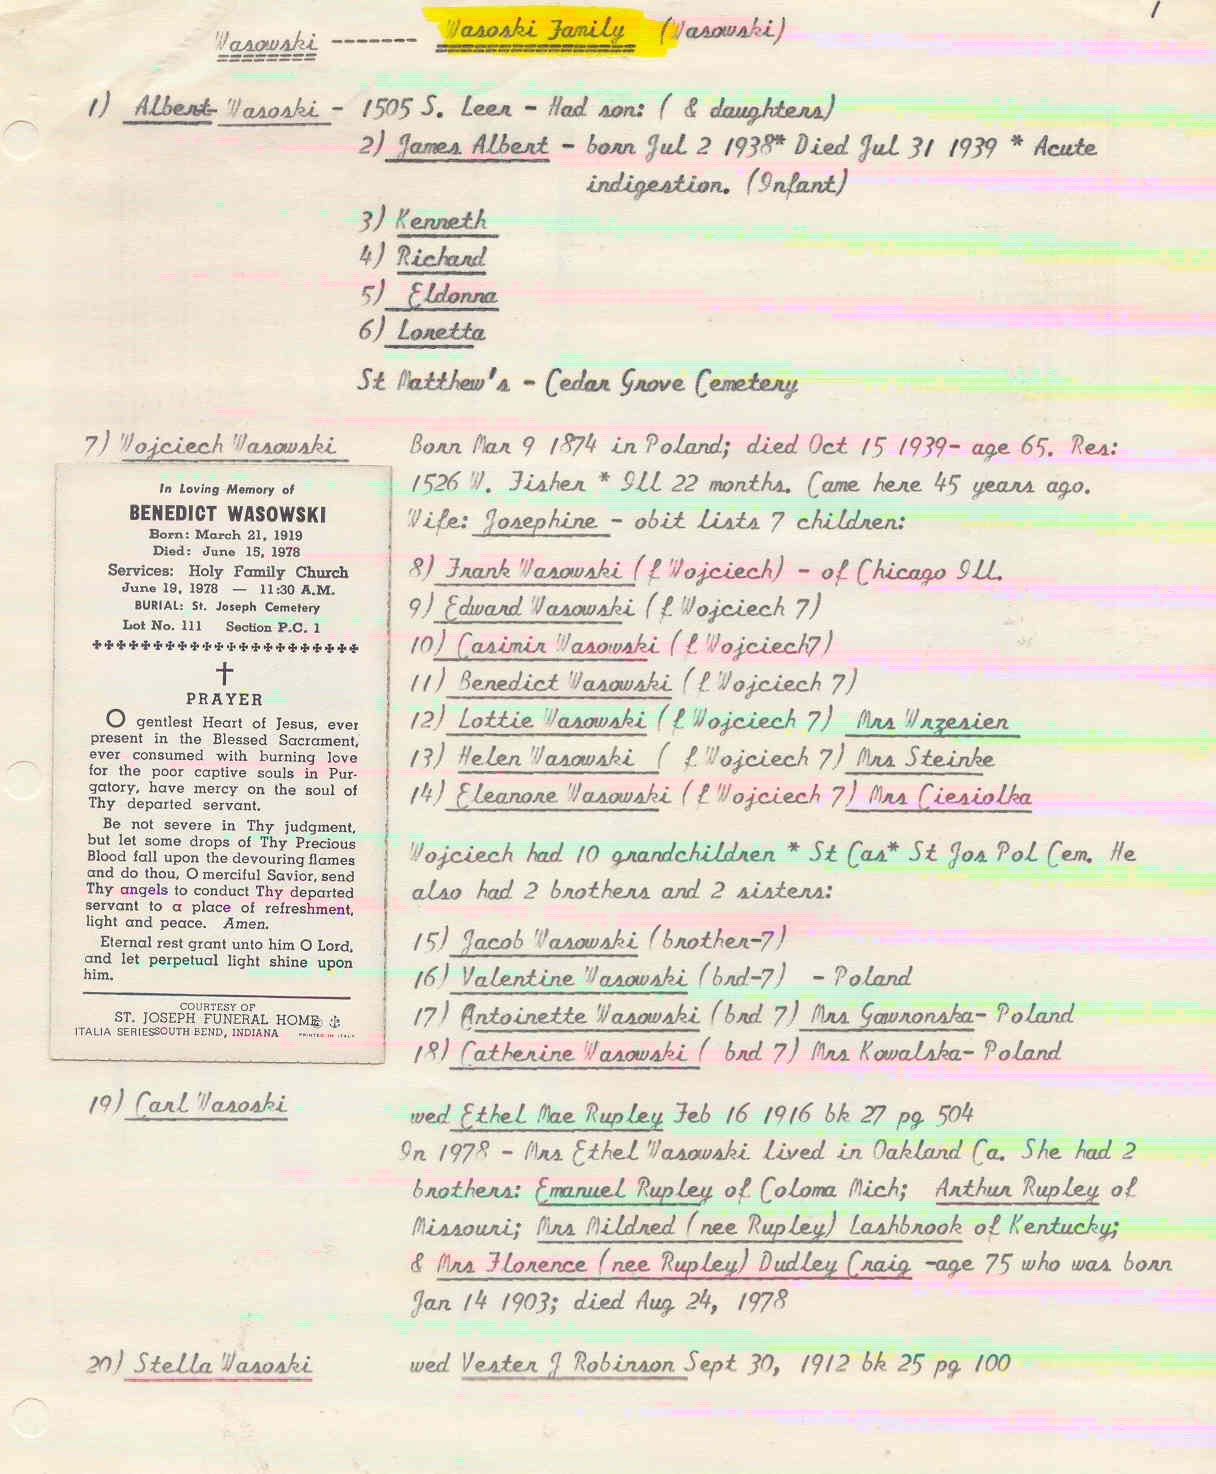 1
Wasowski ------- Wasoski Family (Wasowski)
1) Albert Wasoski - 1505 S. Leer - Had son: ( & daughters)
2) James Albert - born Jul 2 1938* Died Jul 31 1939 * Acute
indigestion. (Infant)
3) Kenneth
4) Richard
5) Eldonna
6) Loretta
St Matthew's - Cedar Grove Cemetery
7) Wojciech Wasowski Born Mar 9 1874 in Poland; died Oct 15 1939- age 65. Res:
1526 W. Fisher * Ill 22 months. Came here 45 years ago.
Wife: Josephine - obit lists 7 children:
8) Frank Wasowski (f Wojciech) - of Chicago Ill.
9) Edward Wasowski (f Wojciech 7)
10) Casimir Wasowski (f Wojciech7)
11) Benedict Wasowski (f Wojciech 7)
12) Lottie Wasowski (f Wojciech 7) Mrs Wrzesien
13) Helen Wasowski ( f Wojciech 7) Mrs Steinke
14) Eleanore Wasowski (f Wojciech 7) Mrs Ciesiolka
Wojciech had 10 grandchildren * St Cas* St Jos Pol Cem. He
also had 2 brothers and 2 sisters:
15) Jacob Wasowski (brother-7)
16) Valentine Wasowski (brd-7) - Poland
17) Antoinette Wasowski (brd 7) Mrs Gawronska- Poland
18) Catherine Wasowski ( brd 7) Mrs Kowalska- Poland
In Loving Memory of
BENEDICT WASOWSKI
Born: March 21, 1919
Died: June 15, 1978
Services: Holy Family Church
June 19, 1978 — 11:30 A.M.
BURIAL: St. Joseph Cemetery
Lot No. 111 Section P.C. 1
PRAYER
O gentlest Heart of Jesus, ever
present in the Blessed Sacrament,
ever consumed with burning love
for the poor captive souls in Pur-
gatory, have mercy on the soul of
Thy departed servant.
Be not severe in Thy judgment,
but let some drops of Thy Precious
Blood fall upon the devouring flames
and do thou, O merciful Savior, send
Thy angels to conduct Thy departed
servant to a place of refreshment,
light and peace. Amen.
Eternal rest grant unto him O Lord,
and let perpetual light shine upon
him.
COURTESY OF
ST. JOSEPH FUNERAL HOME
ITALIA SERIES SOUTH BEND, INDIANA PRINTED IN ITALY
19) Carl Wasoski wed Ethel Mae Rupley Feb 16 1916 bk 27 pg 504
In 1978 - Mrs Ethel Wasowski lived in Oakland Ca. She had 2
brothers: Emanuel Rupley of Coloma Mich; Arthur Rupley of
Missouri; Mrs Mildred (nee Rupley) Lashbrook of Kentucky;
& Mrs Florence (nee Rupley) Dudley Craig -age 75 who was born
Jan 14 1903; died Aug 24, 1978
20) Stella Wasoski wed Vester J Robinson Sept 30, 1912 bk 25 pg 100